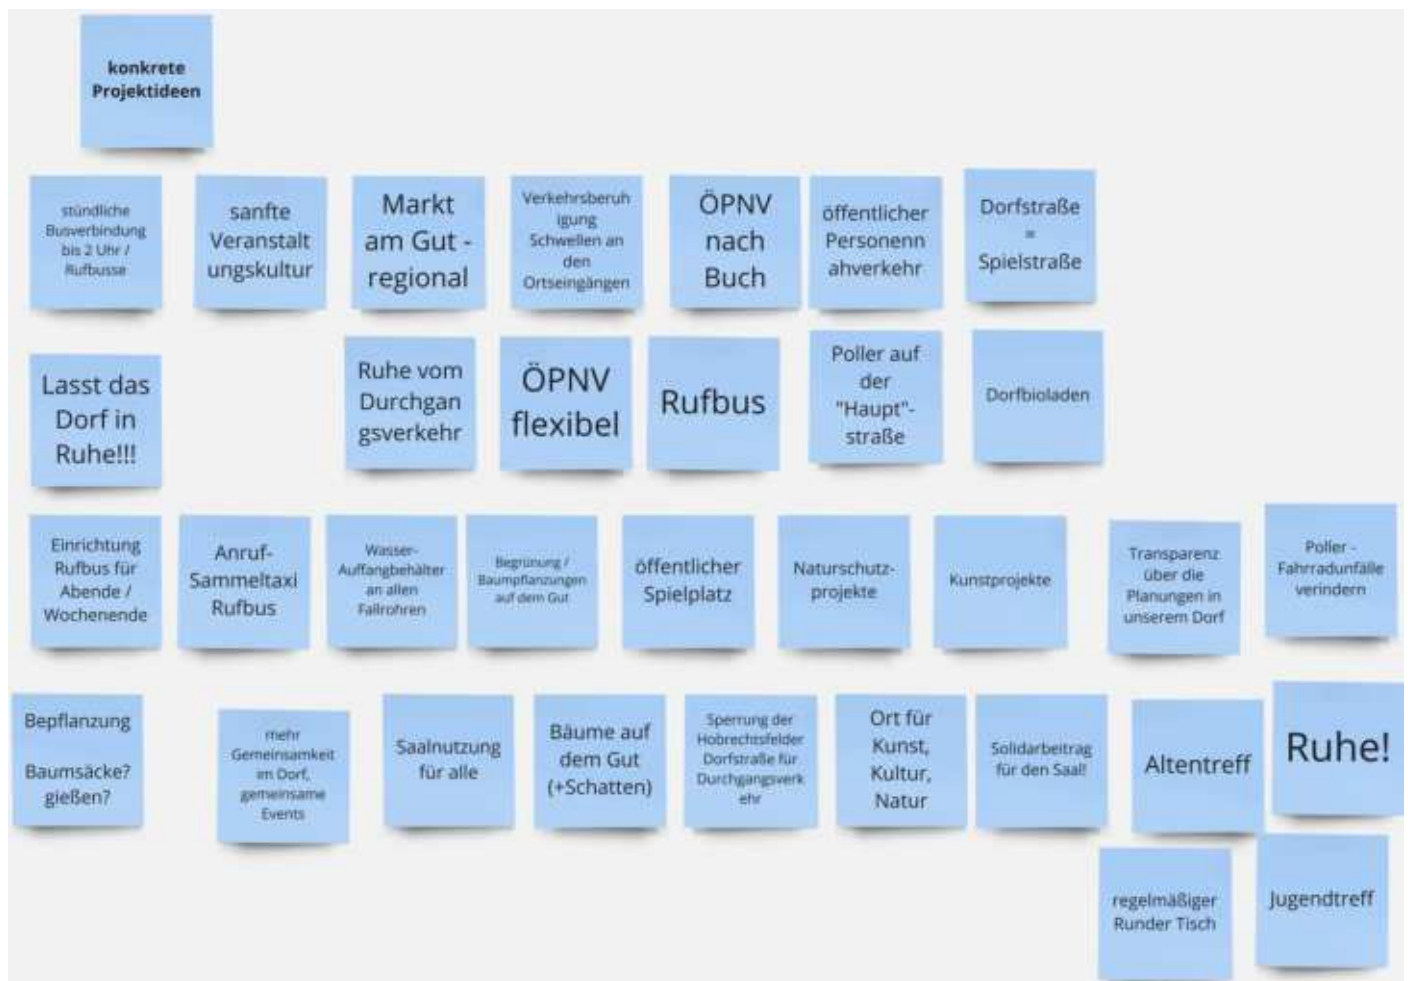 konkrete
Projektideen
stündliche
Busverbindung
bis 2 Uhr /
Rufbusse
sanfte
Veranstalt
ungskultur
Markt
am Gut -
regional
Verkehrsberuh
igung
Schwellen an
den
Ortseingängen
ÖPNV
nach
Buch
öffentlicher
Personenn
ahverkehr
Dorfstraße
=
Spielstraße
Lasst das
Dorf in
Ruhe!!!
Ruhe vom
Durchgan
gsverkehr
ÖPNV
flexibel
Rufbus
Poller auf
der
"Haupt"-
straße
Dorfbioladen
Einrichtung
Rufbus für
Abende /
Wochenende
Anruf-
Sammeltaxi
Rufbus
Wasser-
Auffangbehälter
an allen
Fallrohren
Begrünung /
Baumpflanzungen
auf dem Gut
öffentlicher
Spielplatz
Naturschutz-
projekte
Kunstprojekte
Transparenz
über die
Planungen in
unserem Dorf
Poller -
Fahrradunfälle
verindern
Bepflanzung
Baumsäcke?
gießen?
mehr
Gemeinsamkeit
im Dorf,
gemeinsame
Events
Saalnutzung
für alle
Bäume auf
dem Gut
(+Schatten)
Sperrung der
Hobrechtsfelder
Dorfstraße für
Durchgangsverk
ehr
Ort für
Kunst,
Kultur,
Natur
Solidarbeitrag
für den Saal!
Altentreff
Ruhe!
regelmäßiger
Runder Tisch
Jugendtreff